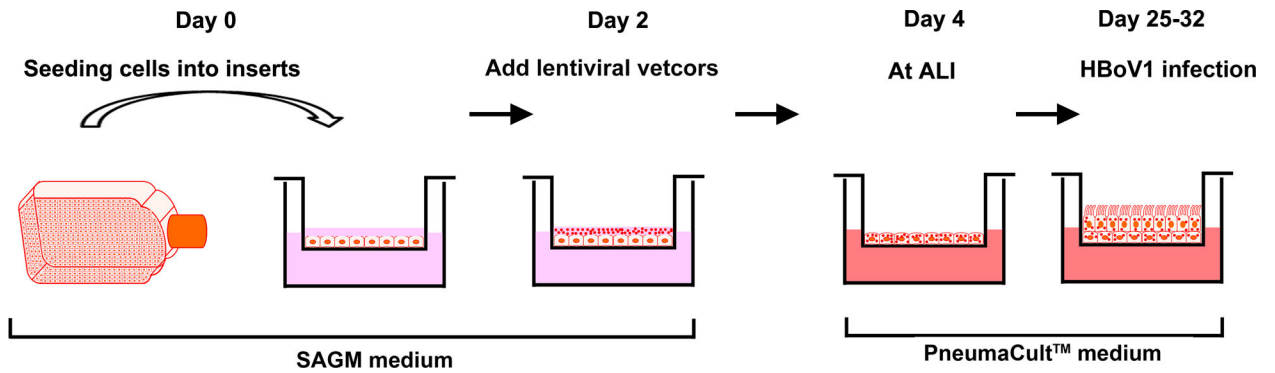 Day 0
Day 2
Day 4
Day 25-32
Seeding cells into inserts
Add lentiviral vetcors
At ALI
HBoV1 infection
SAGM medium
PneumaCult™ medium